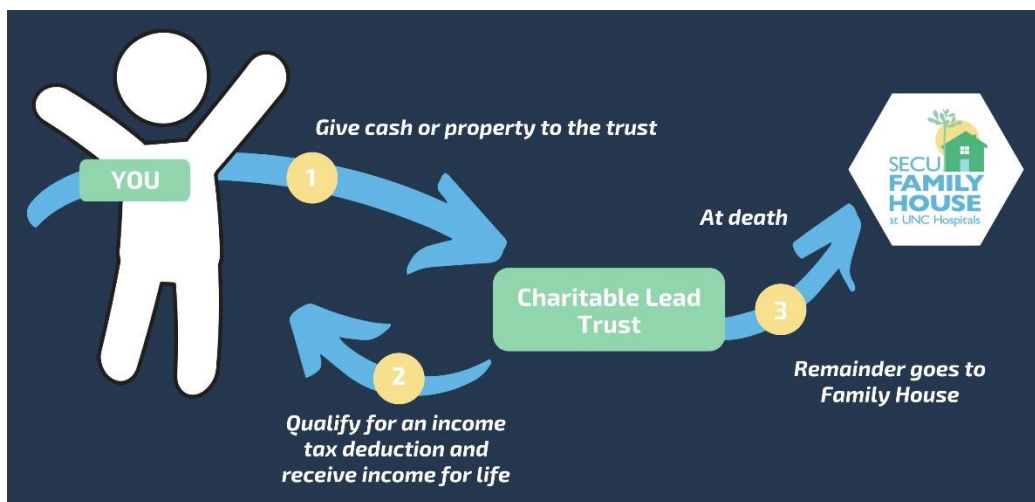 Give cash or property to the trust
YOU
1
SECU
FAMILY
HOUSE
at UNC Hospitals
At death
Charitable Lead
Trust
3
2
Remainder goes to
Family House
Qualify for an income
tax deduction and
receive income for life